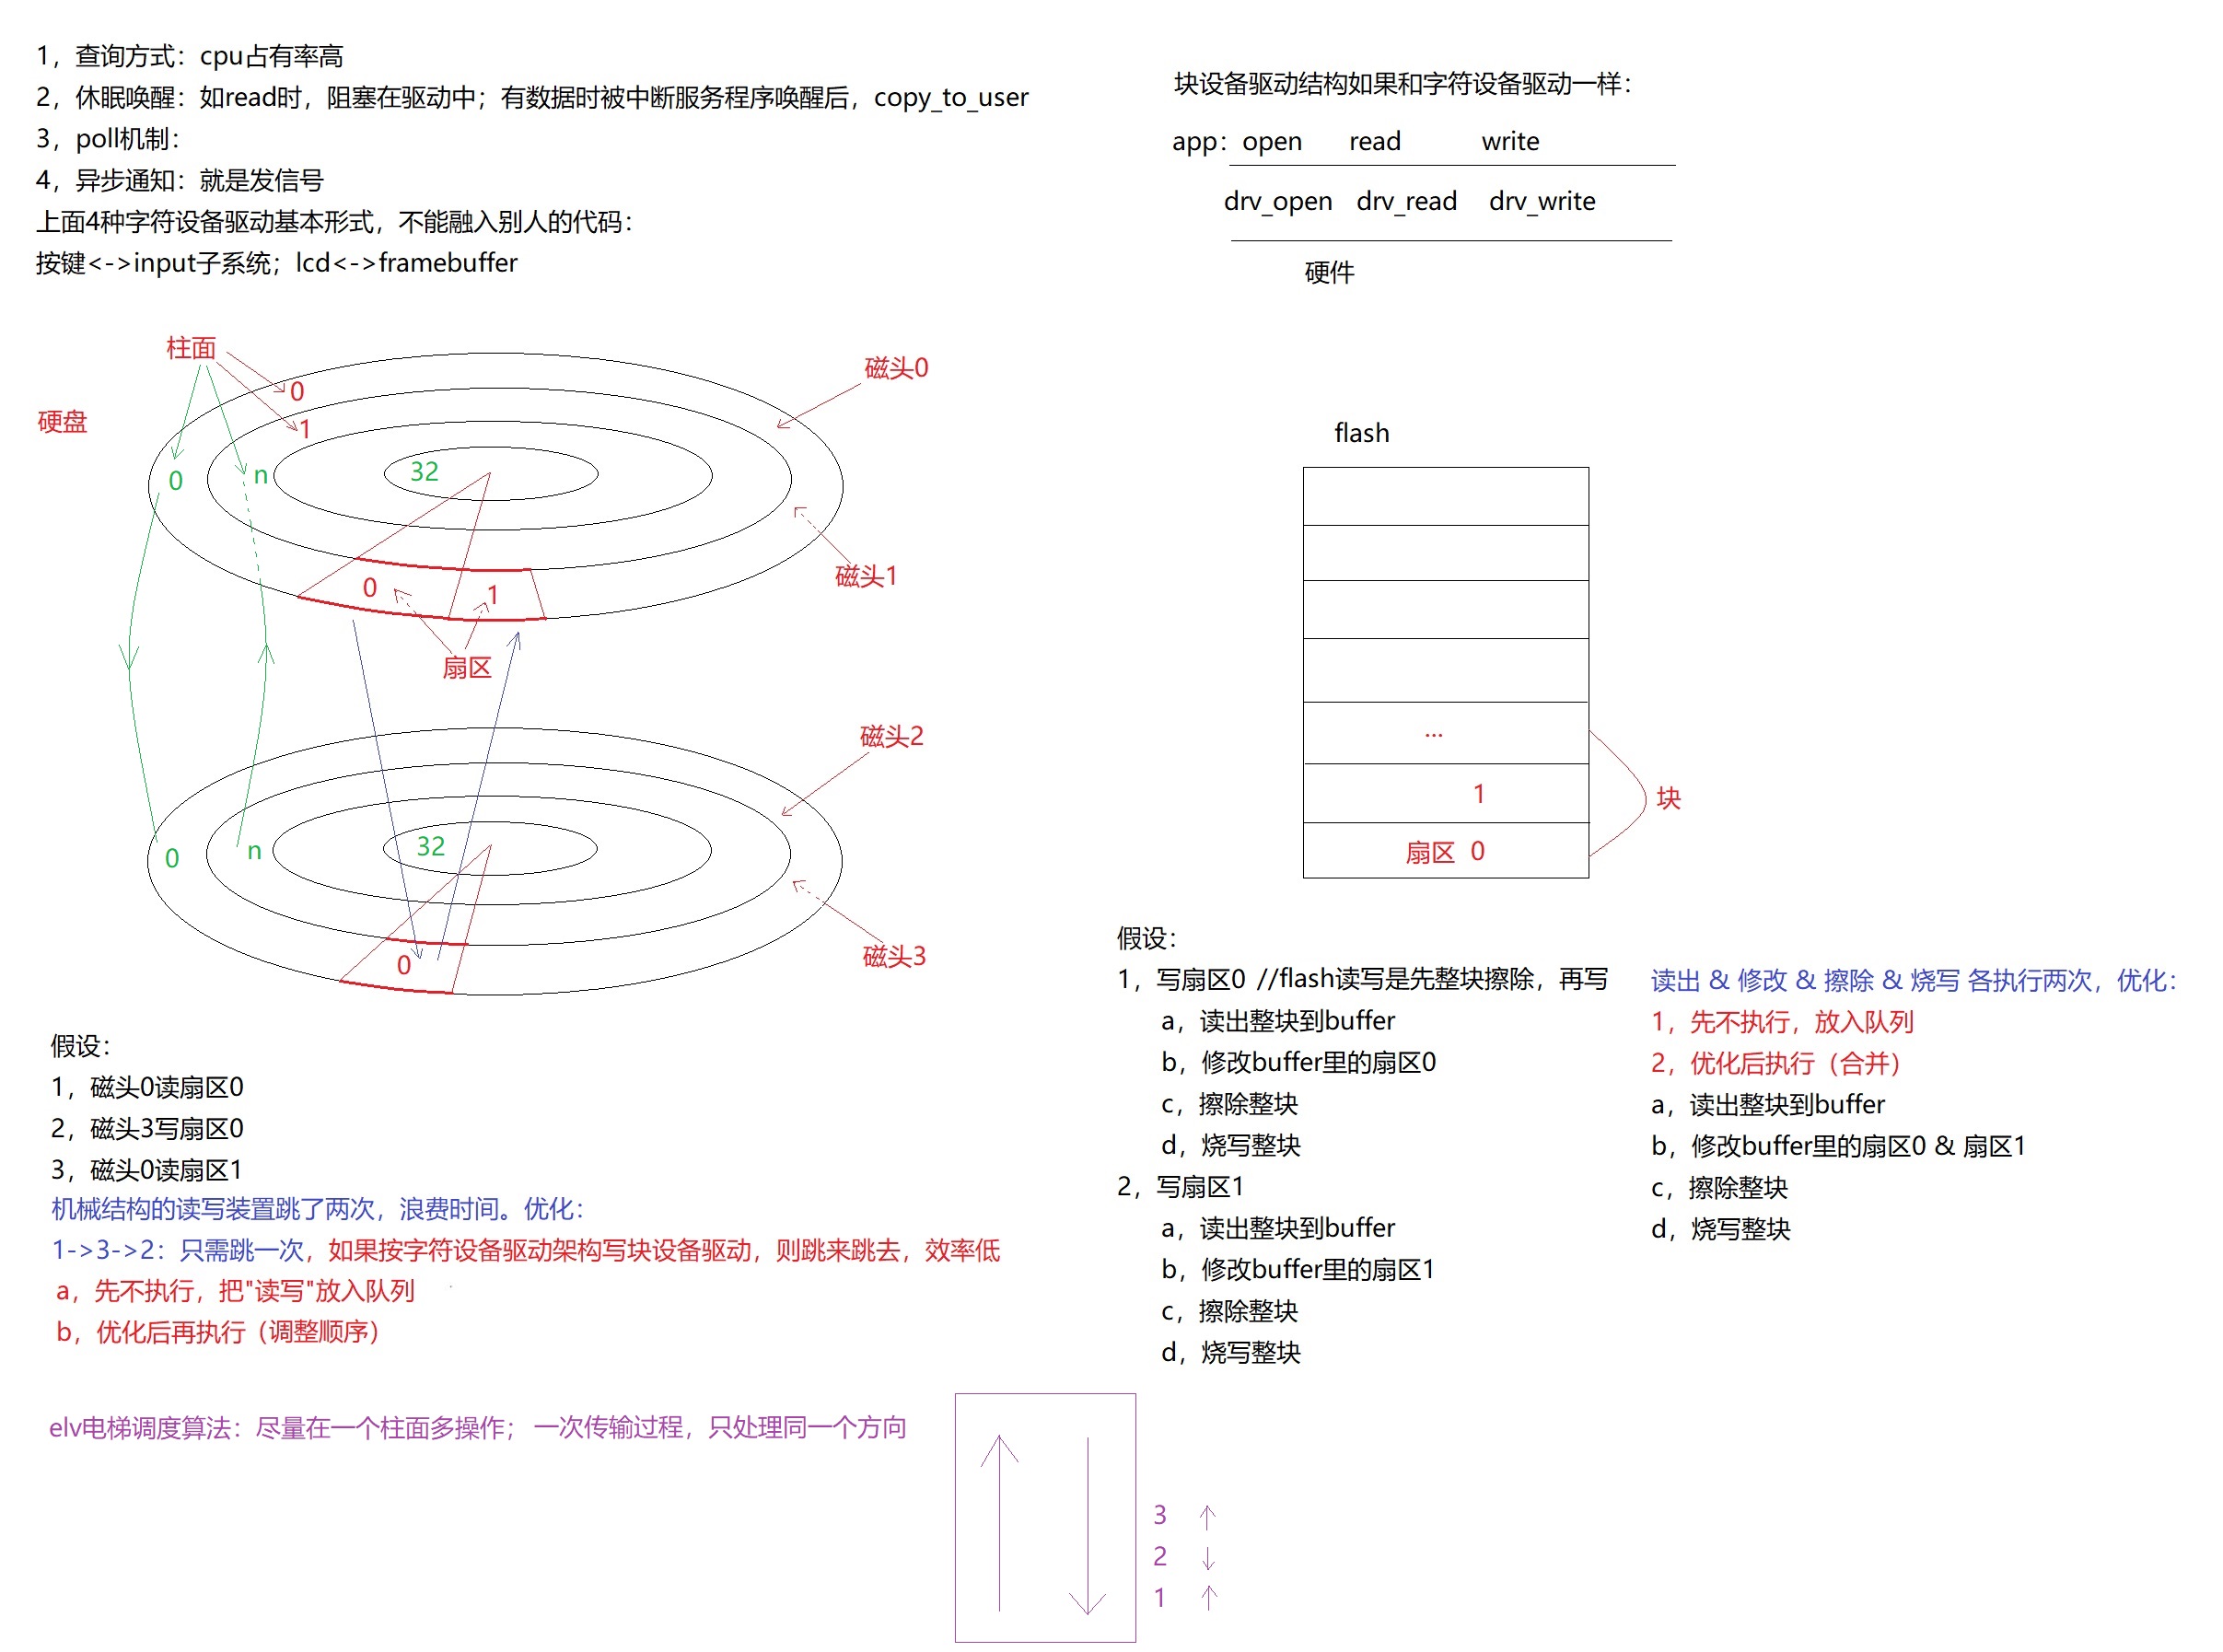 1，查询方式：cpu占有率高
2，休眠唤醒：如read时，阻塞在驱动中；有数据时被中断服务程序唤醒后，copy_to_user
3，poll机制：
4，异步通知：就是发信号
上面4种字符设备驱动基本形式，不能融入别人的代码：
按键<->input子系统；lcd<->framebuffer
块设备驱动结构如果和字符设备驱动一样：
app：open read write
drv_open drv_read drv_write
硬件
柱面
0
1
磁头0
硬盘
0
n
32
磁头1
0
1
扇区
磁头2
32
0
n
0
磁头3
flash
...
1
扇区 0
块
假设：
1，磁头0读扇区0
2，磁头3写扇区0
3，磁头0读扇区1
机械结构的读写装置跳了两次，浪费时间。优化：
1->3->2：只需跳一次，如果按字符设备驱动架构写块设备驱动，则跳来跳去，效率低
a，先不执行，把"读写"放入队列
b，优化后再执行（调整顺序）
假设：
1，写扇区0 //flash读写是先整块擦除，再写
a，读出整块到buffer
b，修改buffer里的扇区0
c，擦除整块
d，烧写整块
2，写扇区1
a，读出整块到buffer
b，修改buffer里的扇区1
c，擦除整块
d，烧写整块
读出 & 修改 & 擦除 & 烧写 各执行两次，优化：
1，先不执行，放入队列
2，优化后执行（合并）
a，读出整块到buffer
b，修改buffer里的扇区0 & 扇区1
c，擦除整块
d，烧写整块
elv电梯调度算法：尽量在一个柱面多操作； 一次传输过程，只处理同一个方向
3 ↑
2 ↓
1 ↑